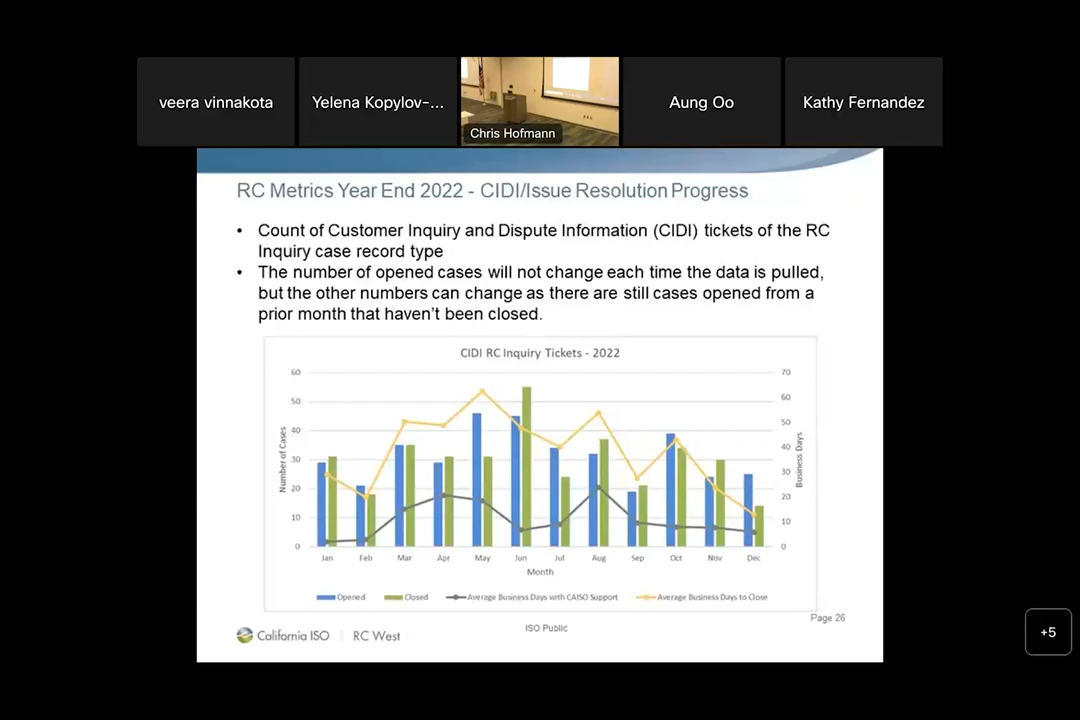 veera vinnakota
Yelena Kopylov-...
Chris Hofmann
Aung Oo
Kathy Fernandez
RC Metrics Year End 2022 - CIDI/Issue Resolution Progress
• Count of Customer Inquiry and Dispute Information (CIDI) tickets of the RC
Inquiry case record type
• The number of opened cases will not change each time the data is pulled,
but the other numbers can change as there are still cases opened from a
prior month that haven't been closed.
CIDI RC Inquiry Tickets - 2022
Number of Cases
60
50
40
30
20
10
0
70
60
50
40
30
20
10
0
Business Days
Jan Feb Mar Apr May Jun Jul Aug Sep Oct Nov Dec
Month
Opened Closed Average Business Days with CAISO Support Average Business Days to Close
California ISO | RC West
ISO Public
Page 26
+5